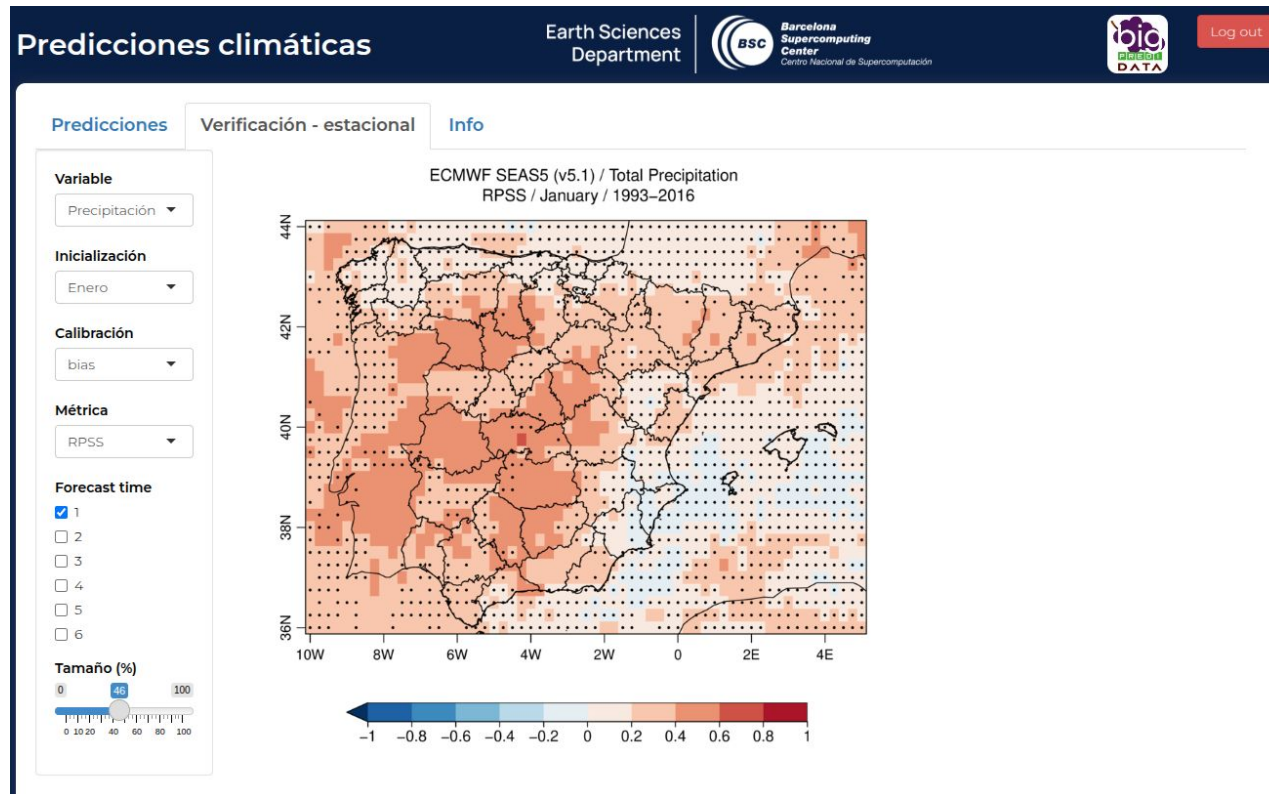 Predicciones climáticas
Earth Sciences
Department
BSC
Barcelona
Supercomputing
Center
Centro Nacional de Supercomputación
big
PREDI
DATA
Log out
Predicciones
Verificación - estacional
Info
Variable
Precipitación
Inicialización
Enero
Calibración
bias
Métrica
RPSS
Forecast time
1
2
3
4
5
6
Tamaño (%)
0 46 100
0 10 20 40 60 80 100
ECMWF SEAS5 (v5.1) / Total Precipitation
RPSS / January / 1993–2016
44N
42N
40N
38N
36N
10W 8W 6W 4W 2W 0 2E 4E
−1 −0.8 −0.6 −0.4 −0.2 0 0.2 0.4 0.6 0.8 1